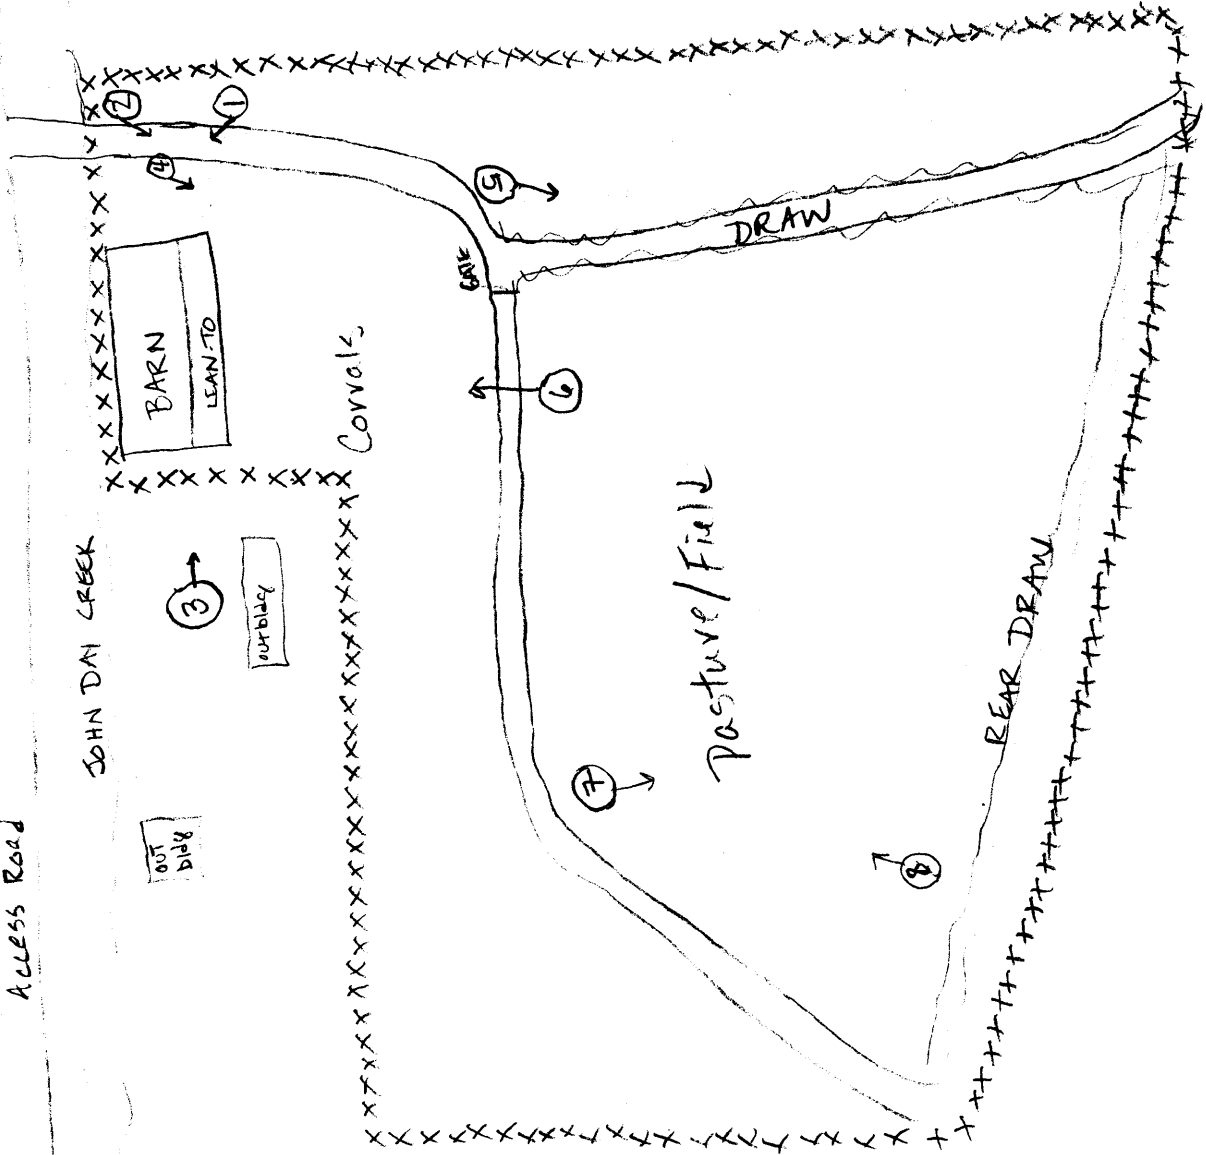 2
1
4
5
DRAW
GATE
BARN
LEAN-TO
Corrals
6
Pasture/Field
JOHN DAY CREEK
3
outbldg
REAR DRAW
7
OUT
bldg
8
Access Road